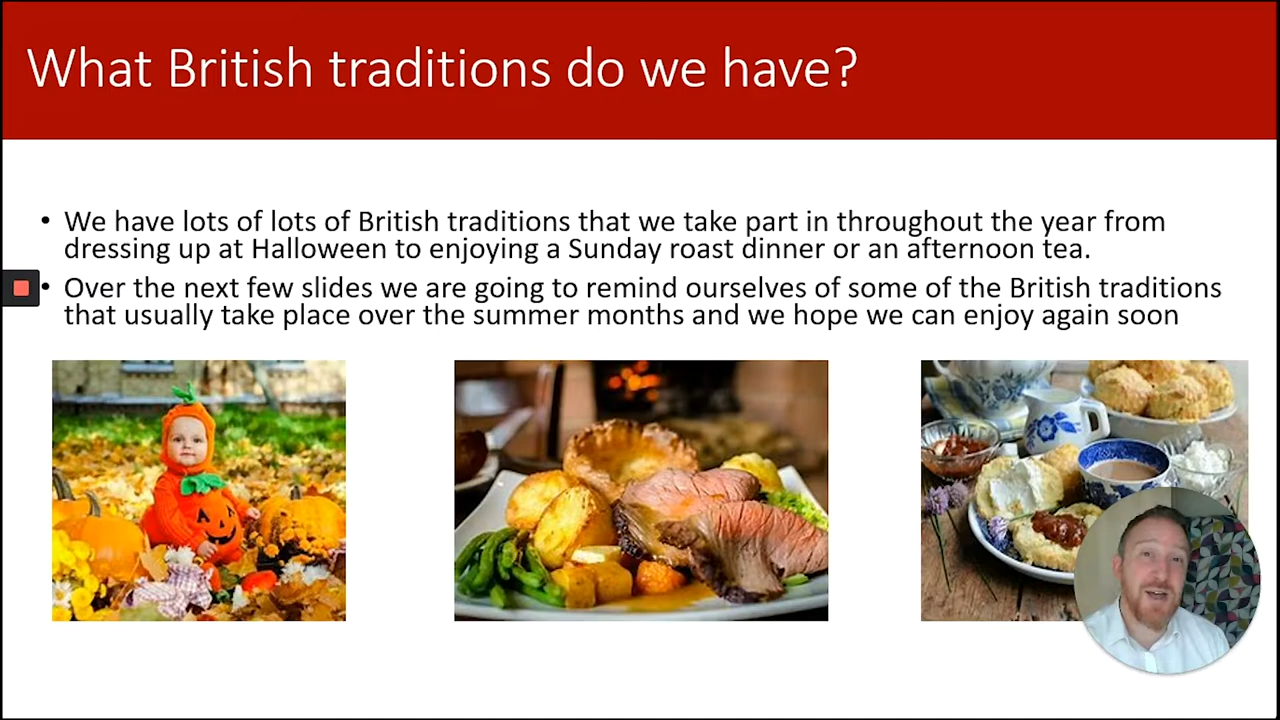 What British traditions do we have?
• We have lots of lots of British traditions that we take part in throughout the year from
dressing up at Halloween to enjoying a Sunday roast dinner or an afternoon tea.
• Over the next few slides we are going to remind ourselves of some of the British traditions
that usually take place over the summer months and we hope we can enjoy again soon